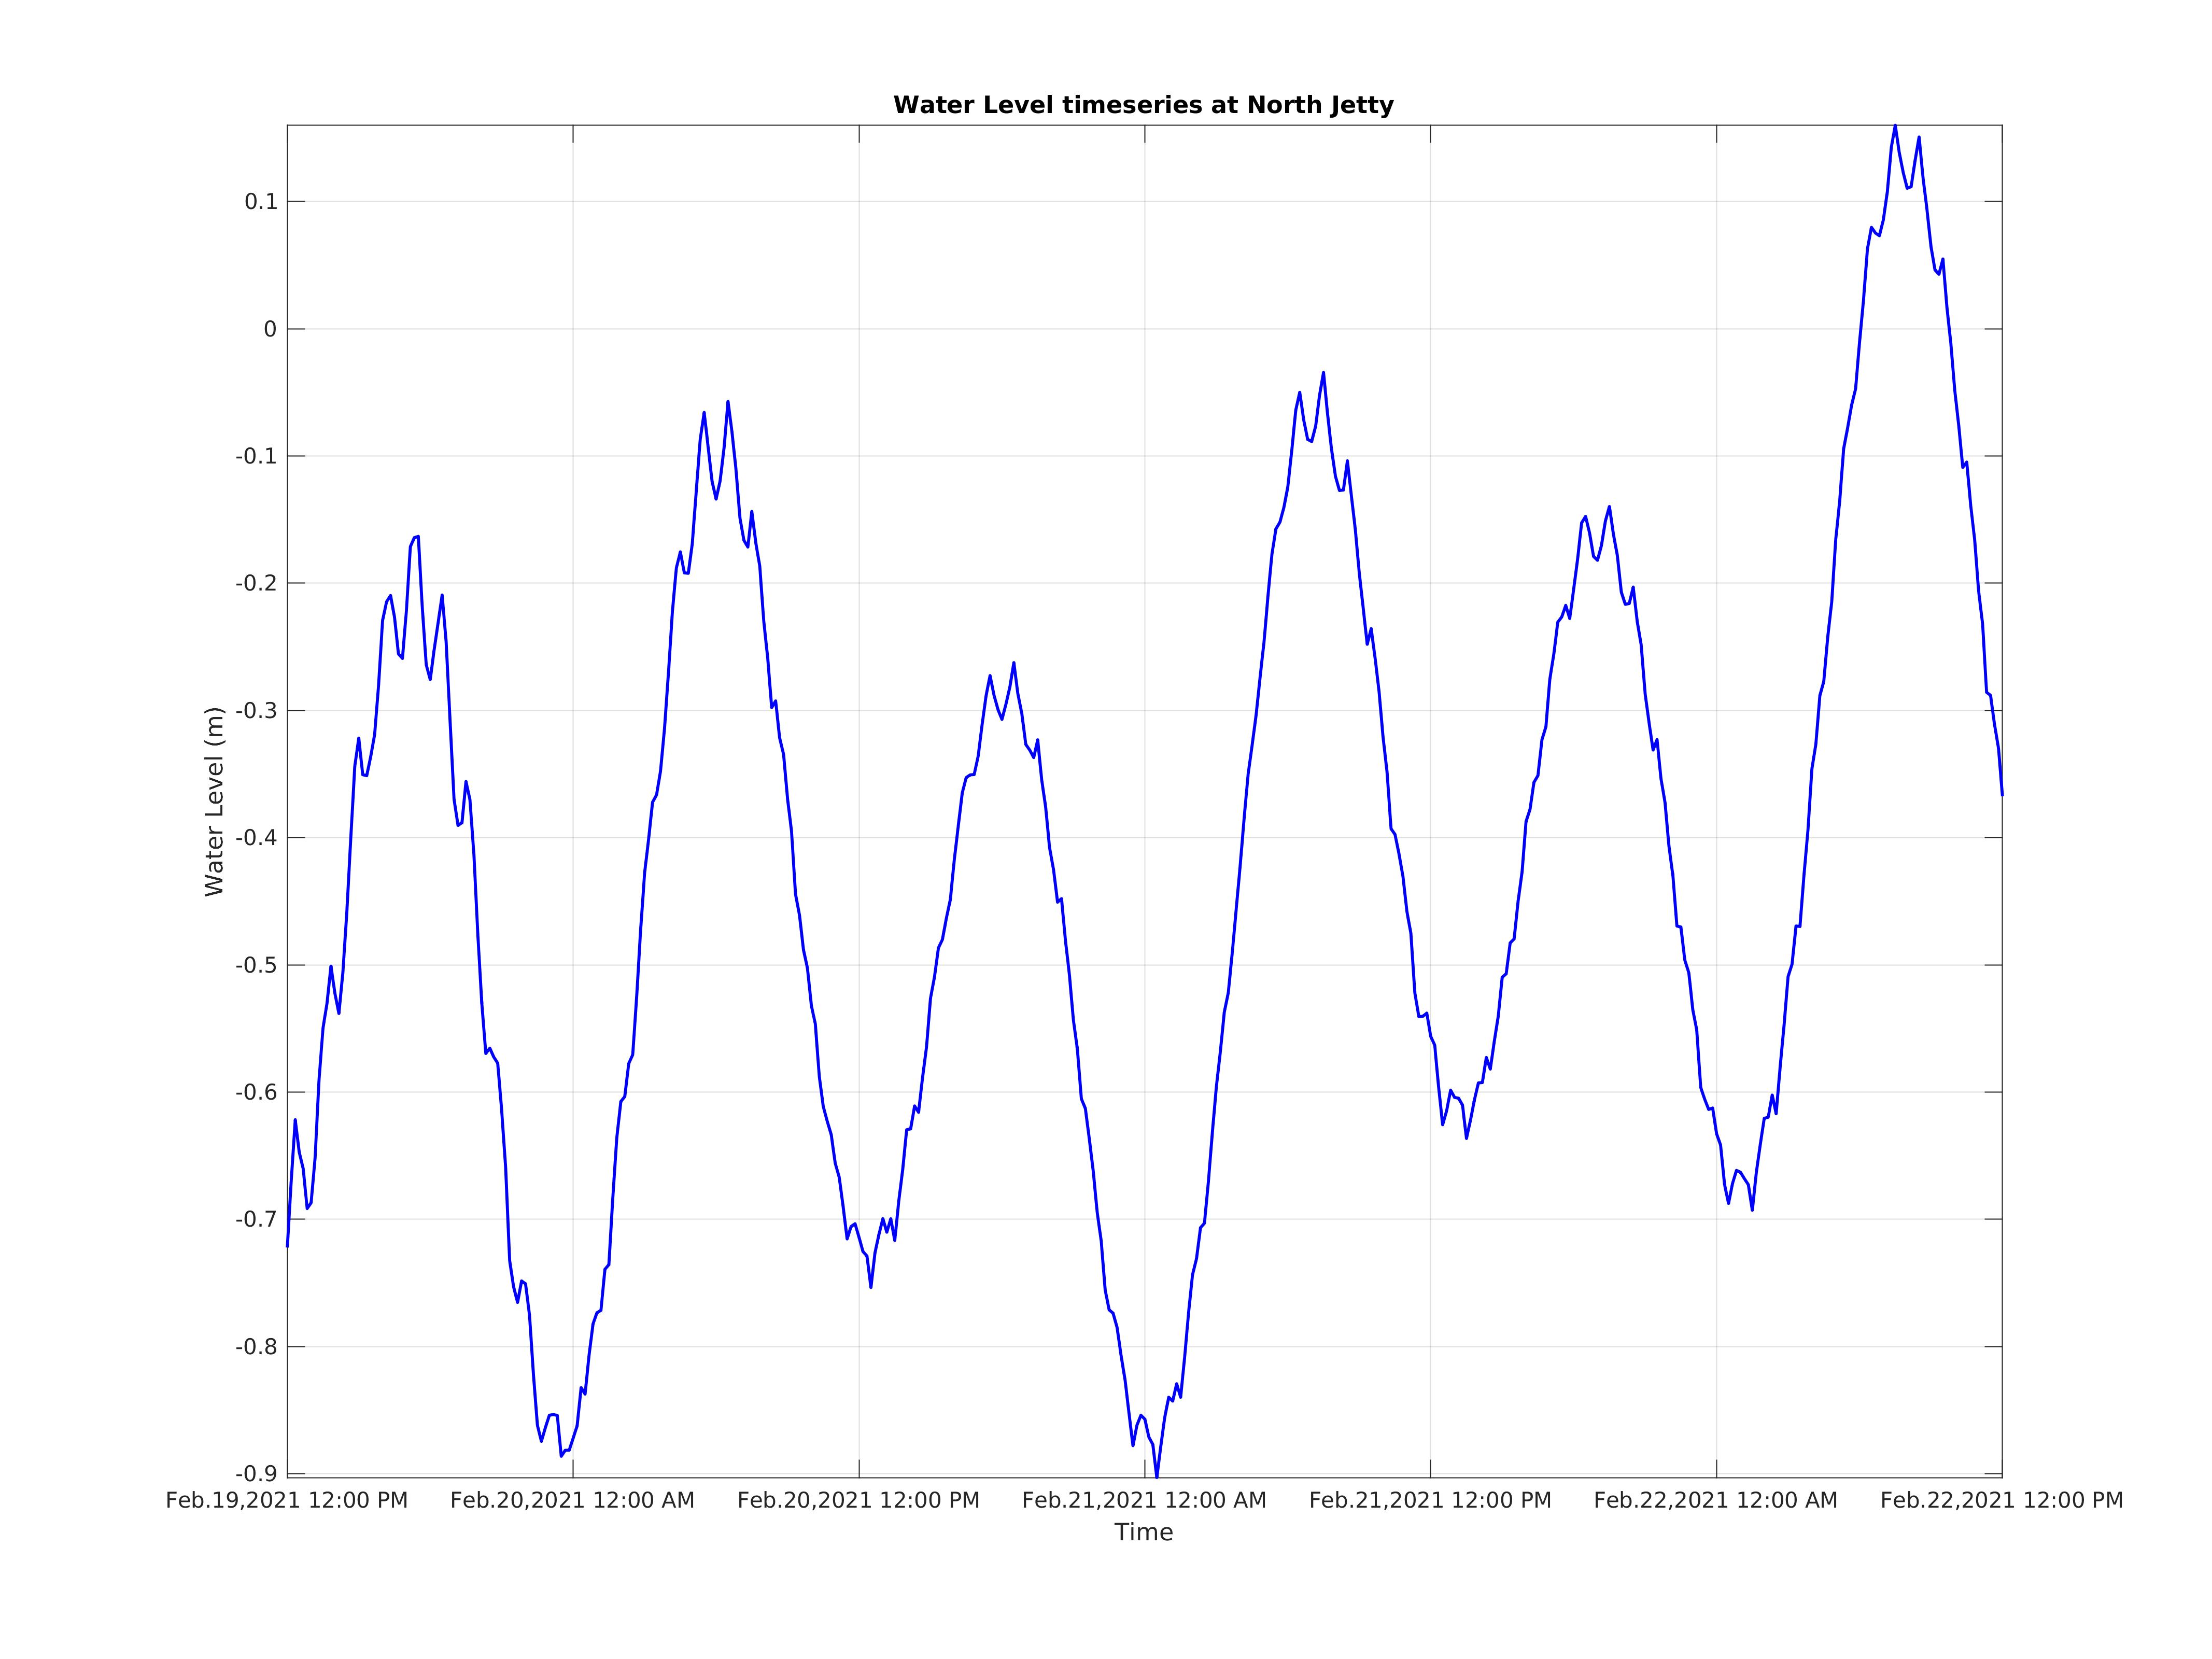 Water Level timeseries at North Jetty
0.1
0
-0.1
-0.2
-0.3
-0.4
-0.5
-0.6
-0.7
-0.8
-0.9
Water Level (m)
Feb.19,2021 12:00 PM
Feb.20,2021 12:00 AM
Feb.20,2021 12:00 PM
Feb.21,2021 12:00 AM
Feb.21,2021 12:00 PM
Feb.22,2021 12:00 AM
Feb.22,2021 12:00 PM
Time